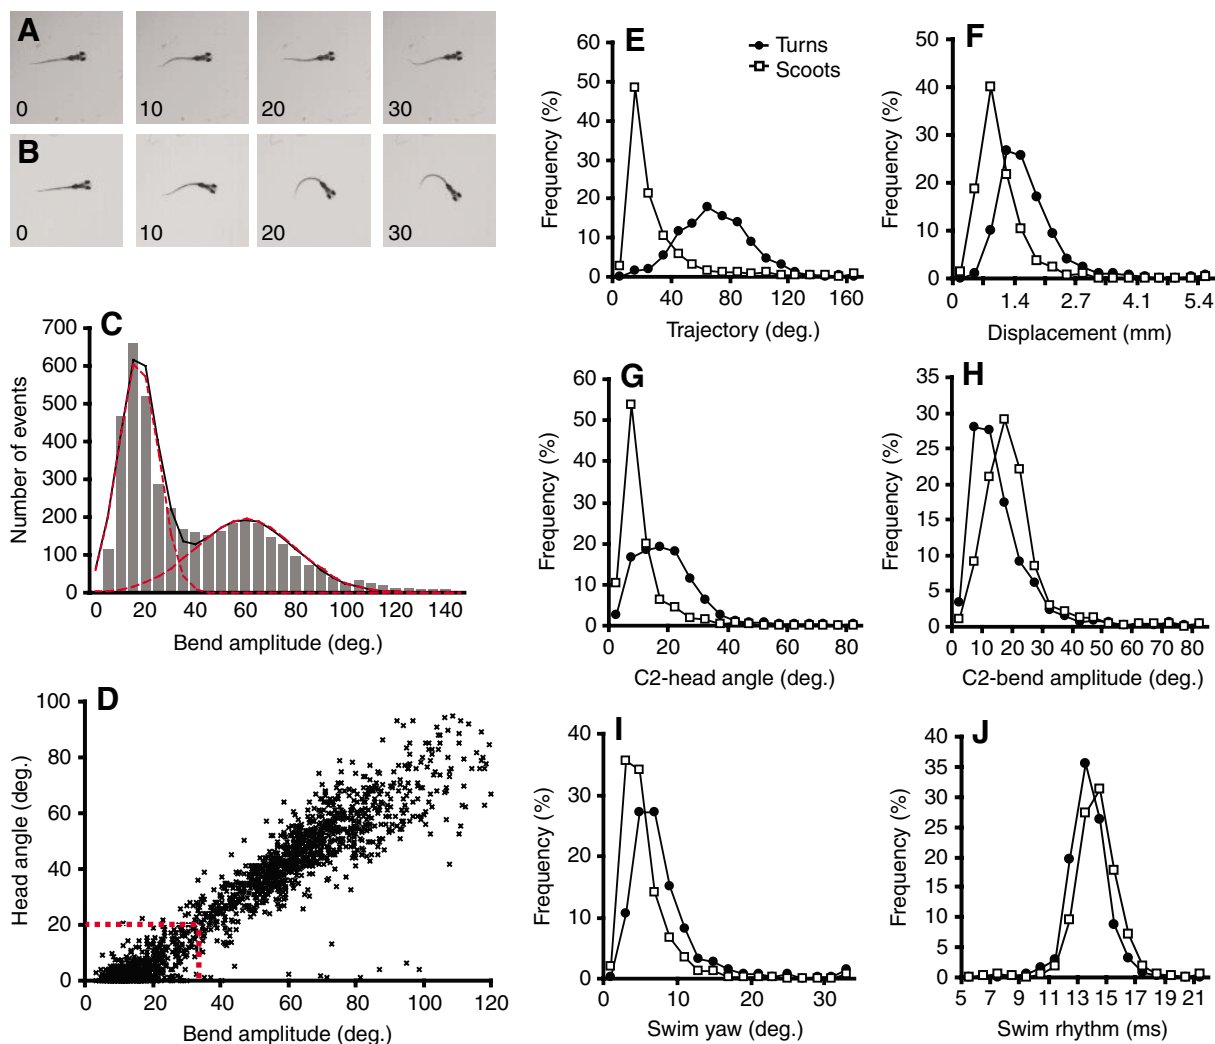 A
0
10
20
30
B
0
10
20
30
C
700
600
500
400
300
200
100
0
Number of events
0 20 40 60 80 100 120 140
Bend amplitude (deg.)
D
100
80
60
40
20
0
Head angle (deg.)
0 20 40 60 80 100 120
Bend amplitude (deg.)
E
Turns
Scoots
60
50
40
30
20
10
0
Frequency (%)
0 40 80 120 160
Trajectory (deg.)
F
50
40
30
20
10
0
Frequency (%)
0 1.4 2.7 4.1 5.4
Displacement (mm)
G
60
50
40
30
20
10
0
Frequency (%)
0 20 40 60 80
C2-head angle (deg.)
H
35
30
25
20
15
10
5
0
Frequency (%)
0 10 20 30 40 50 60 70 80
C2-bend amplitude (deg.)
I
40
30
20
10
0
Frequency (%)
0 10 20 30
Swim yaw (deg.)
J
40
35
30
25
20
15
10
5
0
Frequency (%)
5 7 9 11 13 15 17 19 21
Swim rhythm (ms)